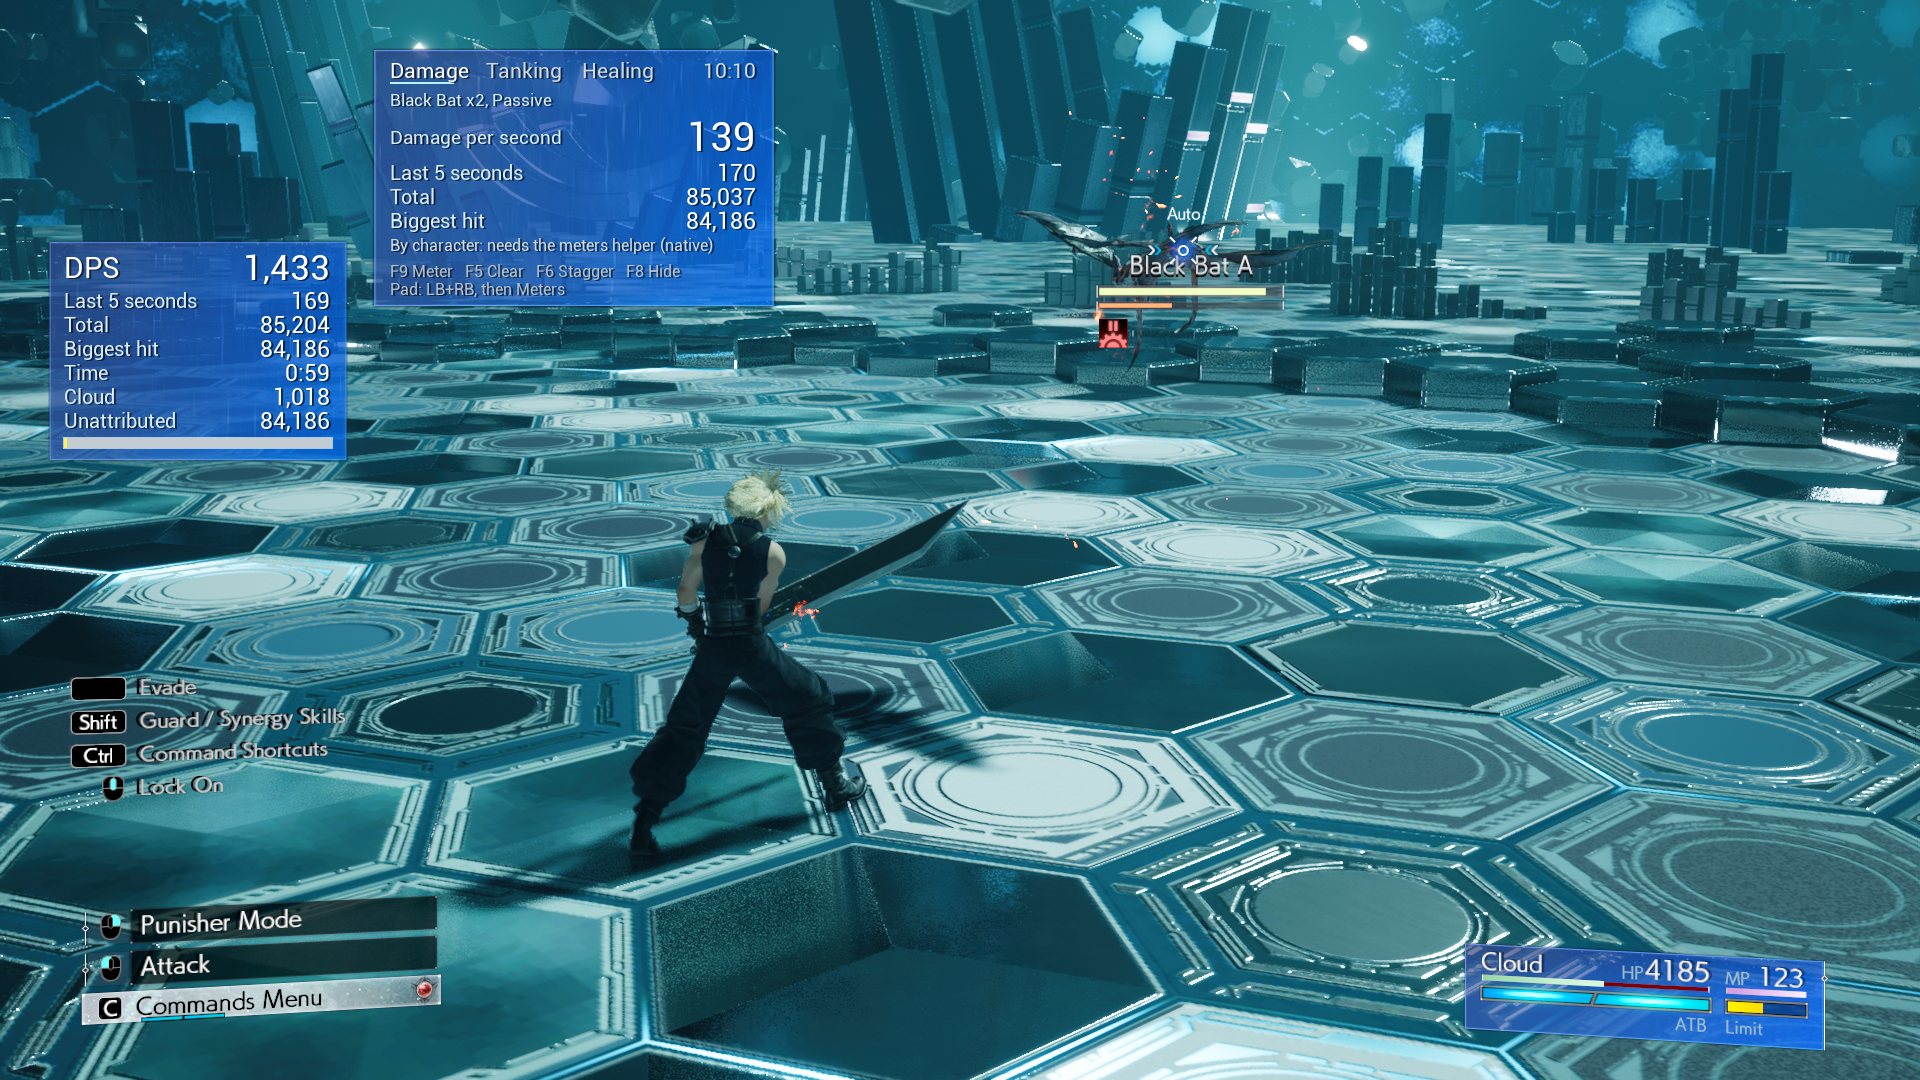 Damage Tanking Healing 10:10
Black Bat x2, Passive
Damage per second 139
Last 5 seconds 170
Total 85,037
Biggest hit 84,186
By character: needs the meters helper (native)
F9 Meter F5 Clear F6 Stagger F8 Hide
Pad: LB+RB, then Meters
DPS 1,433
Last 5 seconds 169
Total 85,204
Biggest hit 84,186
Time 0:59
Cloud 1,018
Unattributed 84,186
Auto
Black Bat A
Evade
Shift Guard / Synergy Skills
Ctrl Command Shortcuts
Lock On
Punisher Mode
Attack
C Commands Menu
Cloud HP 4185 MP 123
ATB Limit